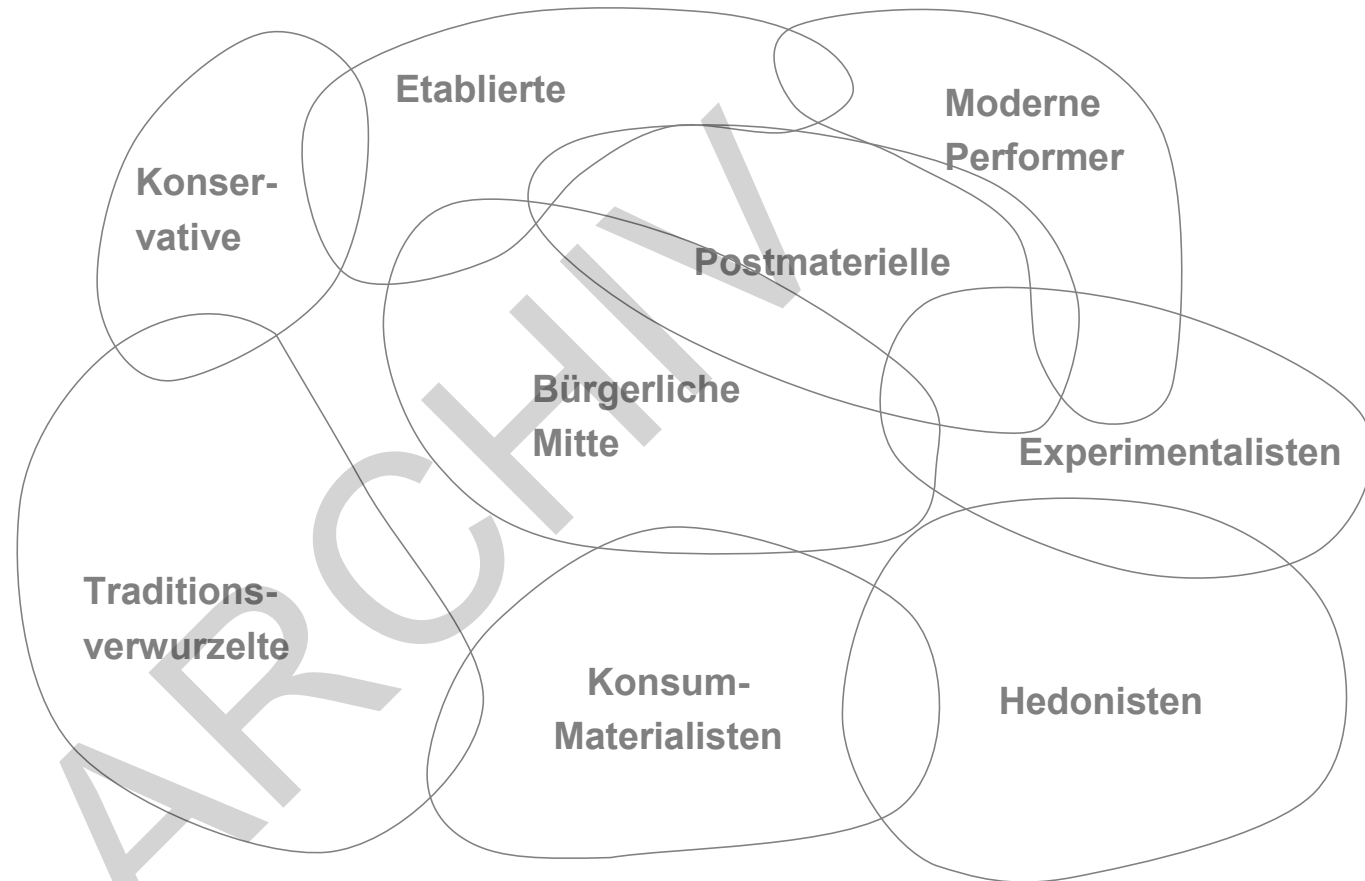 Etablierte
Moderne
Performer
Konser-
vative
Postmaterielle
Bürgerliche
Mitte
Experimentalisten
Traditions-
verwurzelte
Konsum-
Materialisten
Hedonisten
ARCHIV